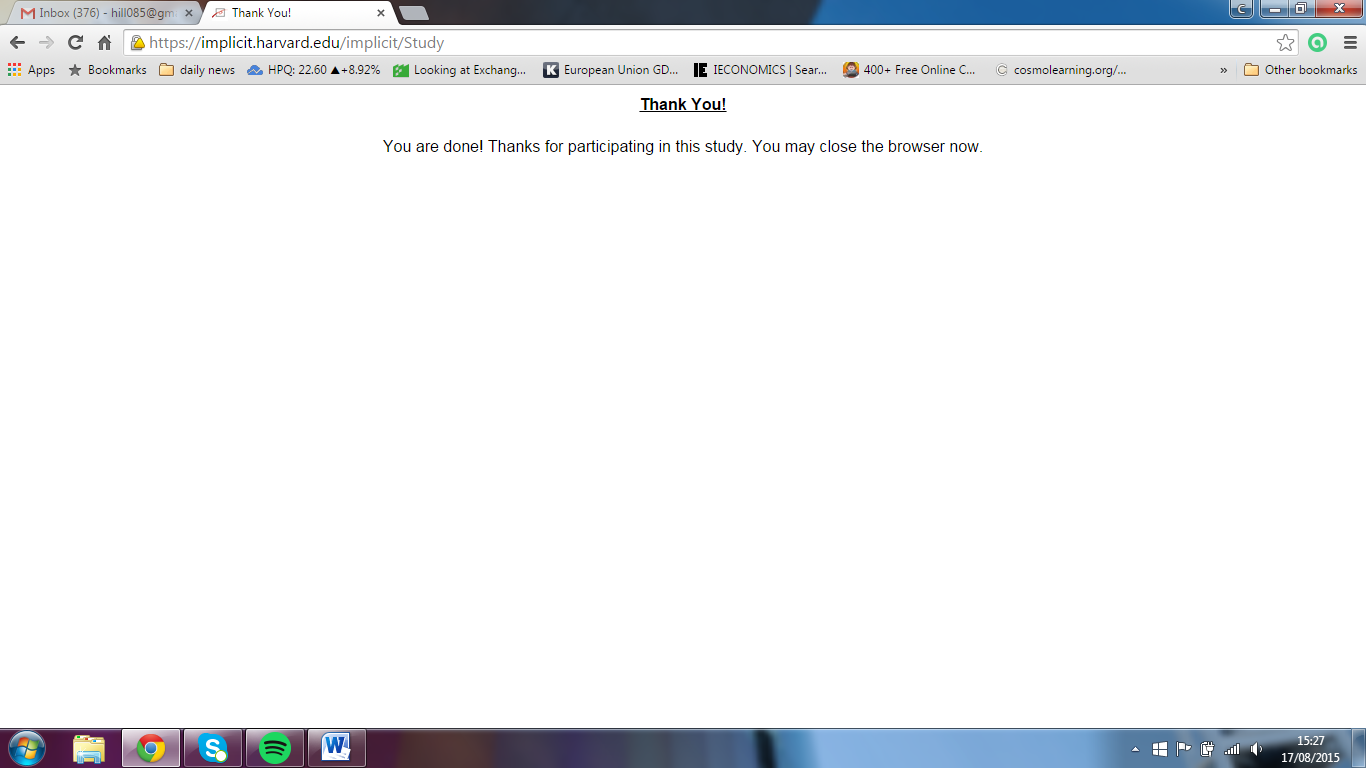 Inbox (376) - hill085@gm
Thank You!
C
https://implicit.harvard.edu/implicit/Study
Apps Bookmarks daily news HPQ: 22.60 ▲+8.92% Looking at Exchang... European Union GD... IECONOMICS | Sear... 400+ Free Online C... cosmolearning.org/... » Other bookmarks
Thank You!
You are done! Thanks for participating in this study. You may close the browser now.
15:27
17/08/2015